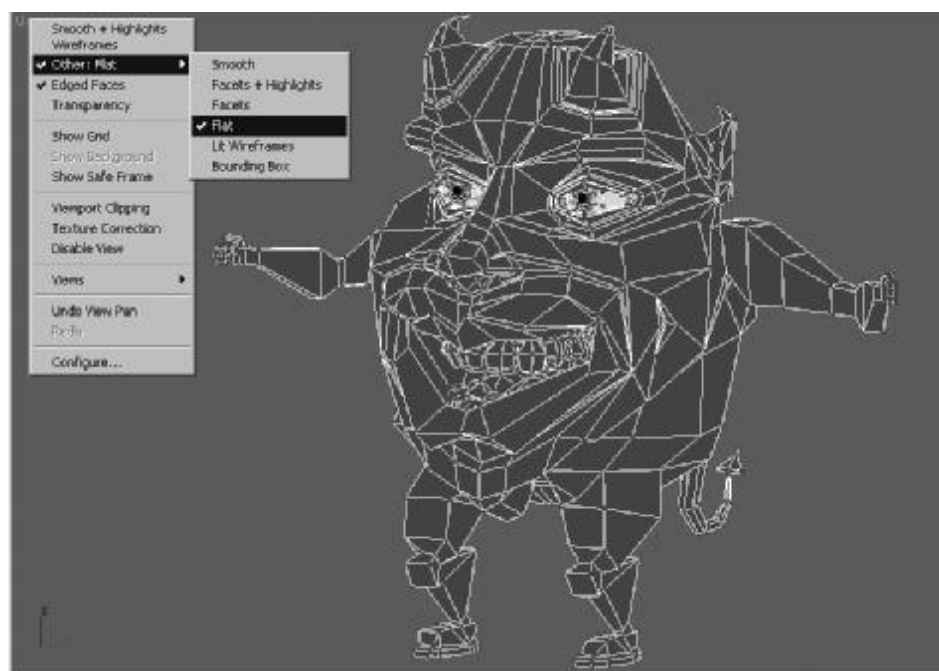 Smooth + Highlights
Wireframes
Other: Flat
Edged Faces
Transparency
Show Grid
Show Background
Show Safe Frame
Viewport Clipping
Texture Correction
Disable View
Views
Undo View Pan
Redo
Configure...
Smooth
Facets + Highlights
Facets
Flat
Lit Wireframes
Bounding Box